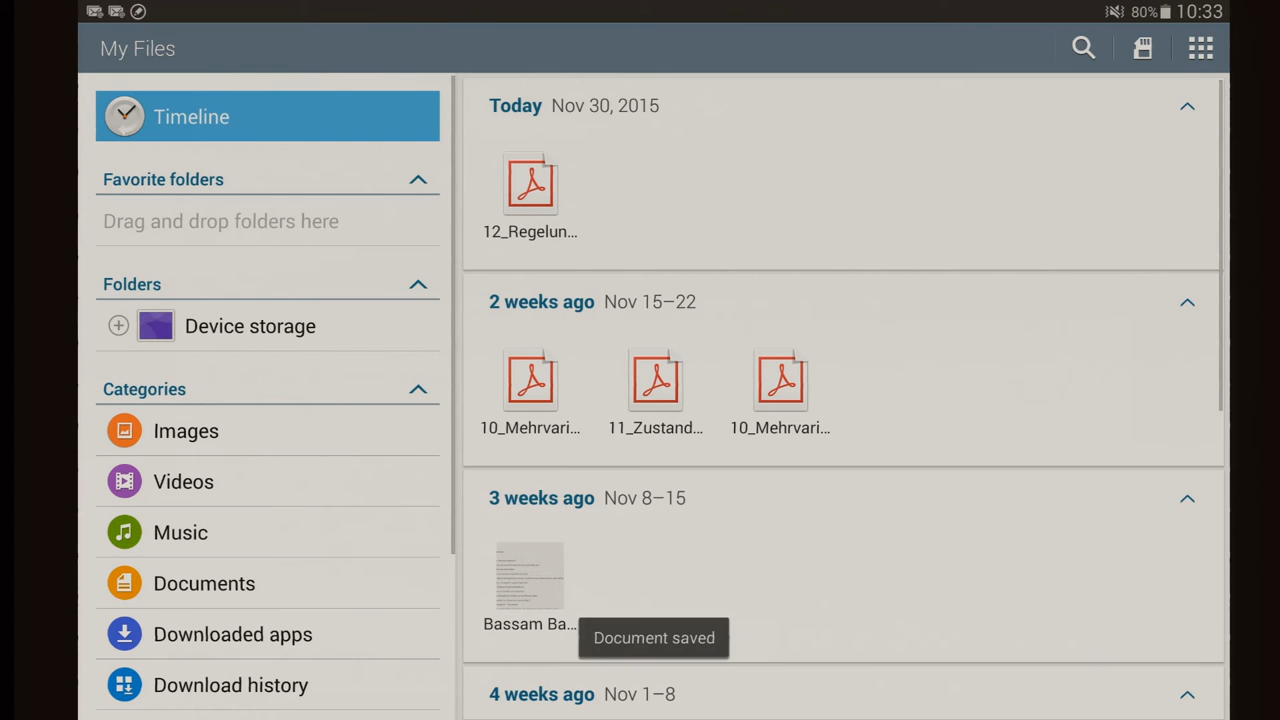 80% 10:33
My Files
Timeline
Favorite folders
Drag and drop folders here
Folders
Device storage
Categories
Images
Videos
Music
Documents
Downloaded apps
Download history
Today Nov 30, 2015
12_Regelun...
2 weeks ago Nov 15–22
10_Mehrvari... 11_Zustand... 10_Mehrvari...
3 weeks ago Nov 8–15
Bassam Ba...
Document saved
4 weeks ago Nov 1–8